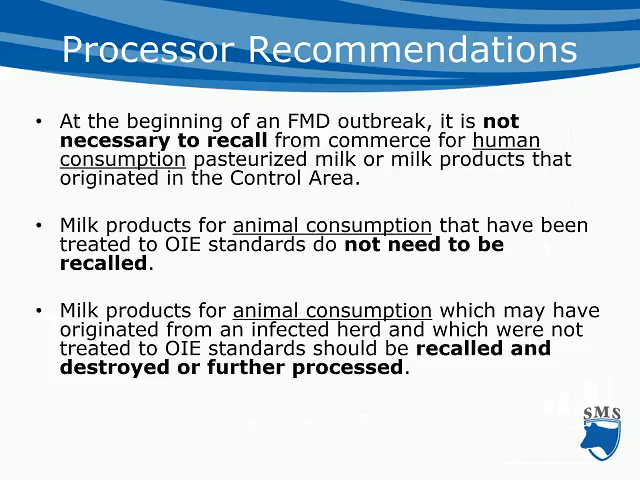 Processor Recommendations
• At the beginning of an FMD outbreak, it is not
necessary to recall from commerce for human
consumption pasteurized milk or milk products that
originated in the Control Area.
• Milk products for animal consumption that have been
treated to OIE standards do not need to be
recalled.
• Milk products for animal consumption which may have
originated from an infected herd and which were not
treated to OIE standards should be recalled and
destroyed or further processed.
SMS